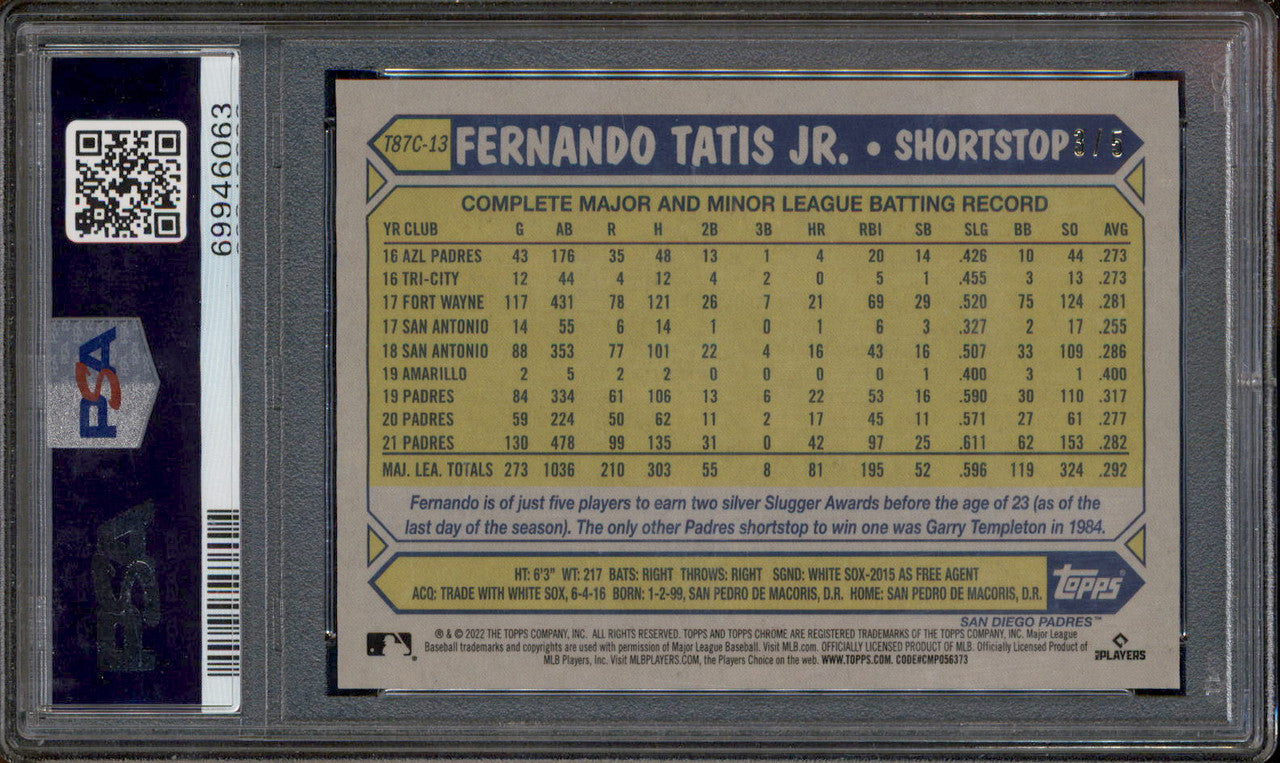 69946063
PSA
PSA
T87C-13 FERNANDO TATIS JR. • SHORTSTOP 3/5
COMPLETE MAJOR AND MINOR LEAGUE BATTING RECORD
YR CLUB G AB R H 2B 3B HR RBI SB SLG BB SO AVG
16 AZL PADRES 43 176 35 48 13 1 4 20 14 .426 10 44 .273
16 TRI-CITY 12 44 4 12 4 2 0 5 1 .455 3 13 .273
17 FORT WAYNE 117 431 78 121 26 7 21 69 29 .520 75 124 .281
17 SAN ANTONIO 14 55 6 14 1 0 1 6 3 .327 2 17 .255
18 SAN ANTONIO 88 353 77 101 22 4 16 43 16 .507 33 109 .286
19 AMARILLO 2 5 2 2 0 0 0 0 1 .400 3 1 .400
19 PADRES 84 334 61 106 13 6 22 53 16 .590 30 110 .317
20 PADRES 59 224 50 62 11 2 17 45 11 .571 27 61 .277
21 PADRES 130 478 99 135 31 0 42 97 25 .611 62 153 .282
MAJ. LEA. TOTALS 273 1036 210 303 55 8 81 195 52 .596 119 324 .292
Fernando is of just five players to earn two silver Slugger Awards before the age of 23 (as of the
last day of the season). The only other Padres shortstop to win one was Garry Templeton in 1984.
HT: 6'3" WT: 217 BATS: RIGHT THROWS: RIGHT SGND: WHITE SOX-2015 AS FREE AGENT
ACQ: TRADE WITH WHITE SOX, 6-4-16 BORN: 1-2-99, SAN PEDRO DE MACORIS, D.R. HOME: SAN PEDRO DE MACORIS, D.R.
topps
SAN DIEGO PADRES™
® & © 2022 THE TOPPS COMPANY, INC. ALL RIGHTS RESERVED. TOPPS AND TOPPS CHROME ARE REGISTERED TRADEMARKS OF THE TOPPS COMPANY, INC. Major League
Baseball trademarks and copyrights are used with permission of Major League Baseball. Visit MLB.com. OFFICIALLY LICENSED PRODUCT OF MLB. Officially Licensed Product of
MLB Players, Inc. Visit MLBPLAYERS.COM, the Players Choice on the web. WWW.TOPPS.COM. CODE#CMP056373
PLAYERS